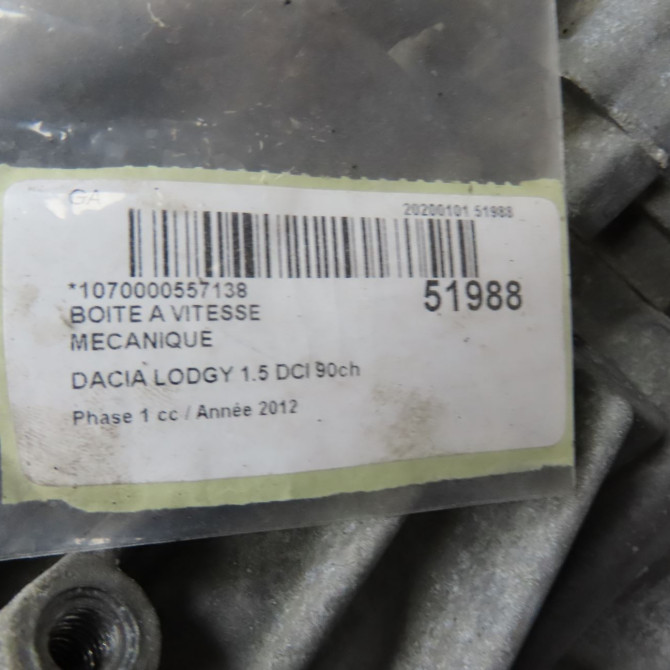 GA
20200101 51988
*1070000557138
51988
BOITE A VITESSE
MECANIQUE
DACIA LODGY 1.5 DCI 90ch
Phase 1 cc / Année 2012